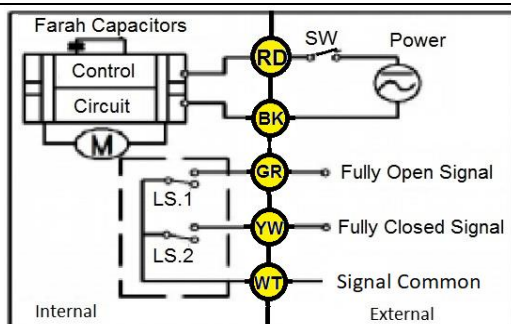 Farah Capacitors
SW
Power
Control
Circuit
M
RD
BK
GR
Fully Open Signal
LS.1
YW
Fully Closed Signal
LS.2
WT
Signal Common
Internal
External